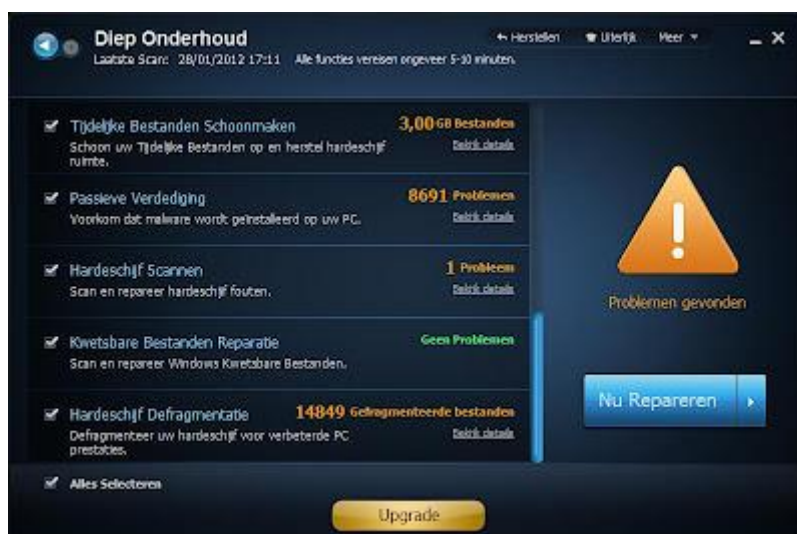 Diep Onderhoud
Herstellen Uiterlijk Meer
Laatste Scan: 28/01/2012 17:11 Alle functies vereisen ongeveer 5-10 minuten.
Tijdelijke Bestanden Schoonmaken 3,00 GB Bestanden
Schoon uw Tijdelijke Bestanden op en herstel hardeschijf Bekijk details
ruimte.
Passieve Verdediging 8691 Problemen
Voorkom dat malware wordt geïnstalleerd op uw PC. Bekijk details
Hardeschijf Scannen 1 Probleem
Scan en repareer hardeschijf fouten. Bekijk details
Problemen gevonden
Kwetsbare Bestanden Reparatie Geen Problemen
Scan en repareer Windows Kwetsbare Bestanden.
Nu Repareren
Hardeschijf Defragmentatie 14849 Gefragmenteerde bestanden
Defragmenteer uw hardeschijf voor verbeterde PC Bekijk details
prestaties.
Alles Selecteren
Upgrade